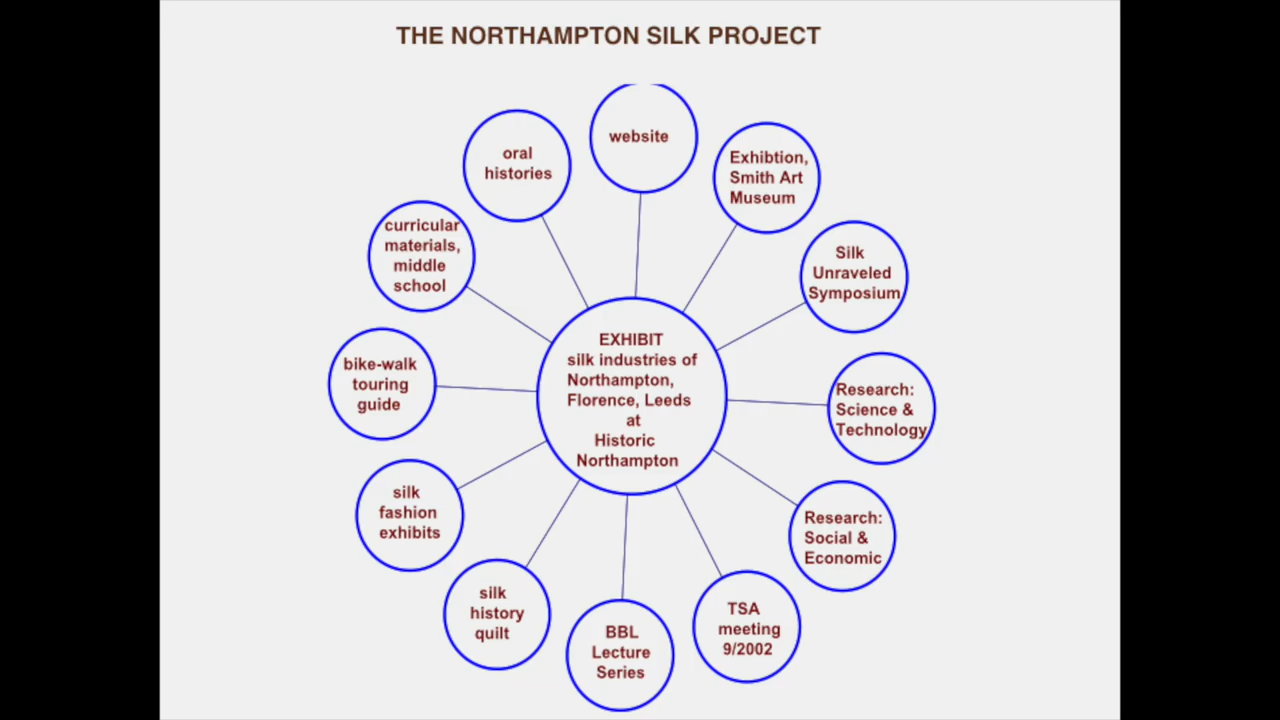 THE NORTHAMPTON SILK PROJECT
website
Exhibtion,
Smith Art
Museum
Silk
Unraveled
Symposium
Research:
Science &
Technology
Research:
Social &
Economic
TSA
meeting
9/2002
BBL
Lecture
Series
silk
history
quilt
silk
fashion
exhibits
bike-walk
touring
guide
curricular
materials,
middle
school
oral
histories
EXHIBIT
silk industries of
Northampton,
Florence, Leeds
at
Historic
Northampton